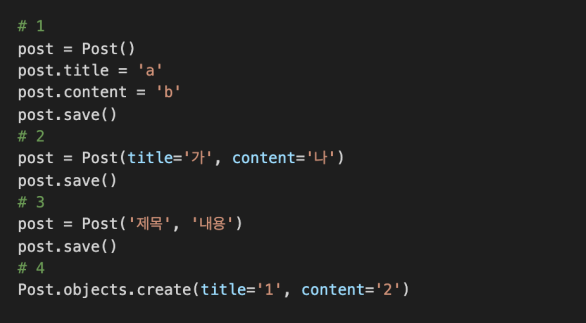 # 1
post = Post()
post.title = 'a'
post.content = 'b'
post.save()
# 2
post = Post(title='가', content='나')
post.save()
# 3
post = Post('제목', '내용')
post.save()
# 4
Post.objects.create(title='1', content='2')